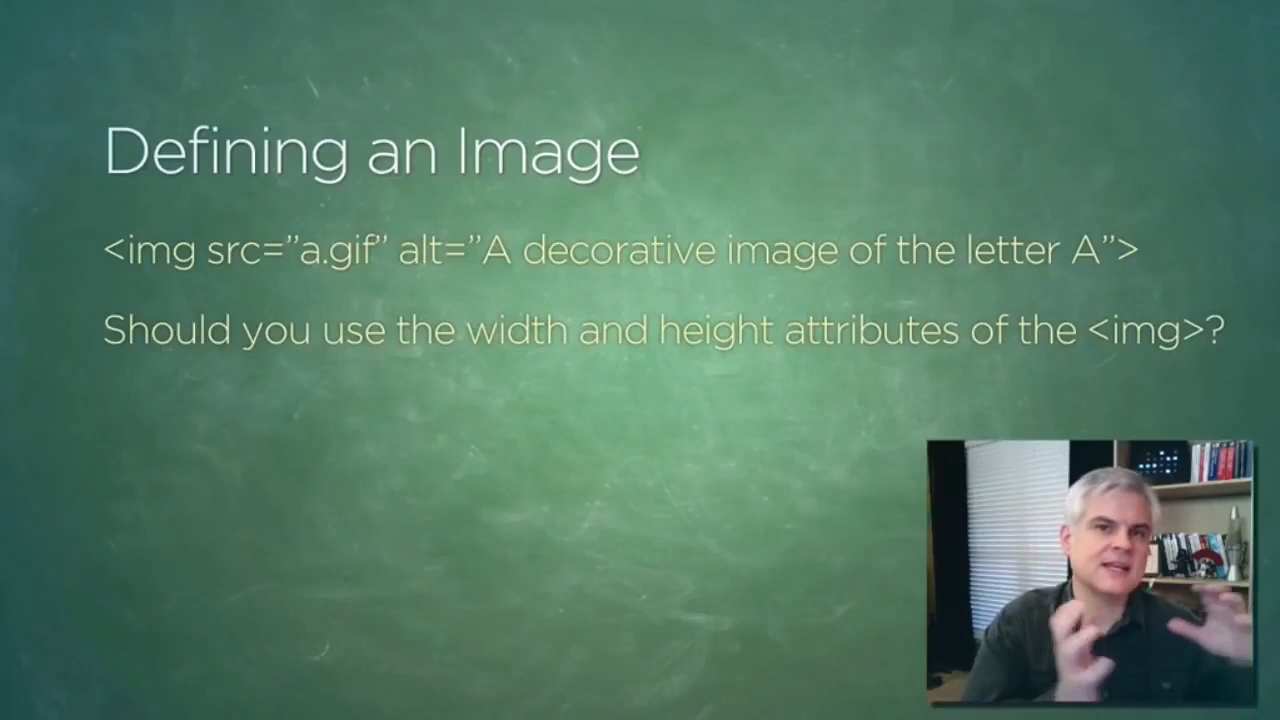 Defining an Image
<img src=”a.gif” alt=”A decorative image of the letter A”>
Should you use the width and height attributes of the <img>?